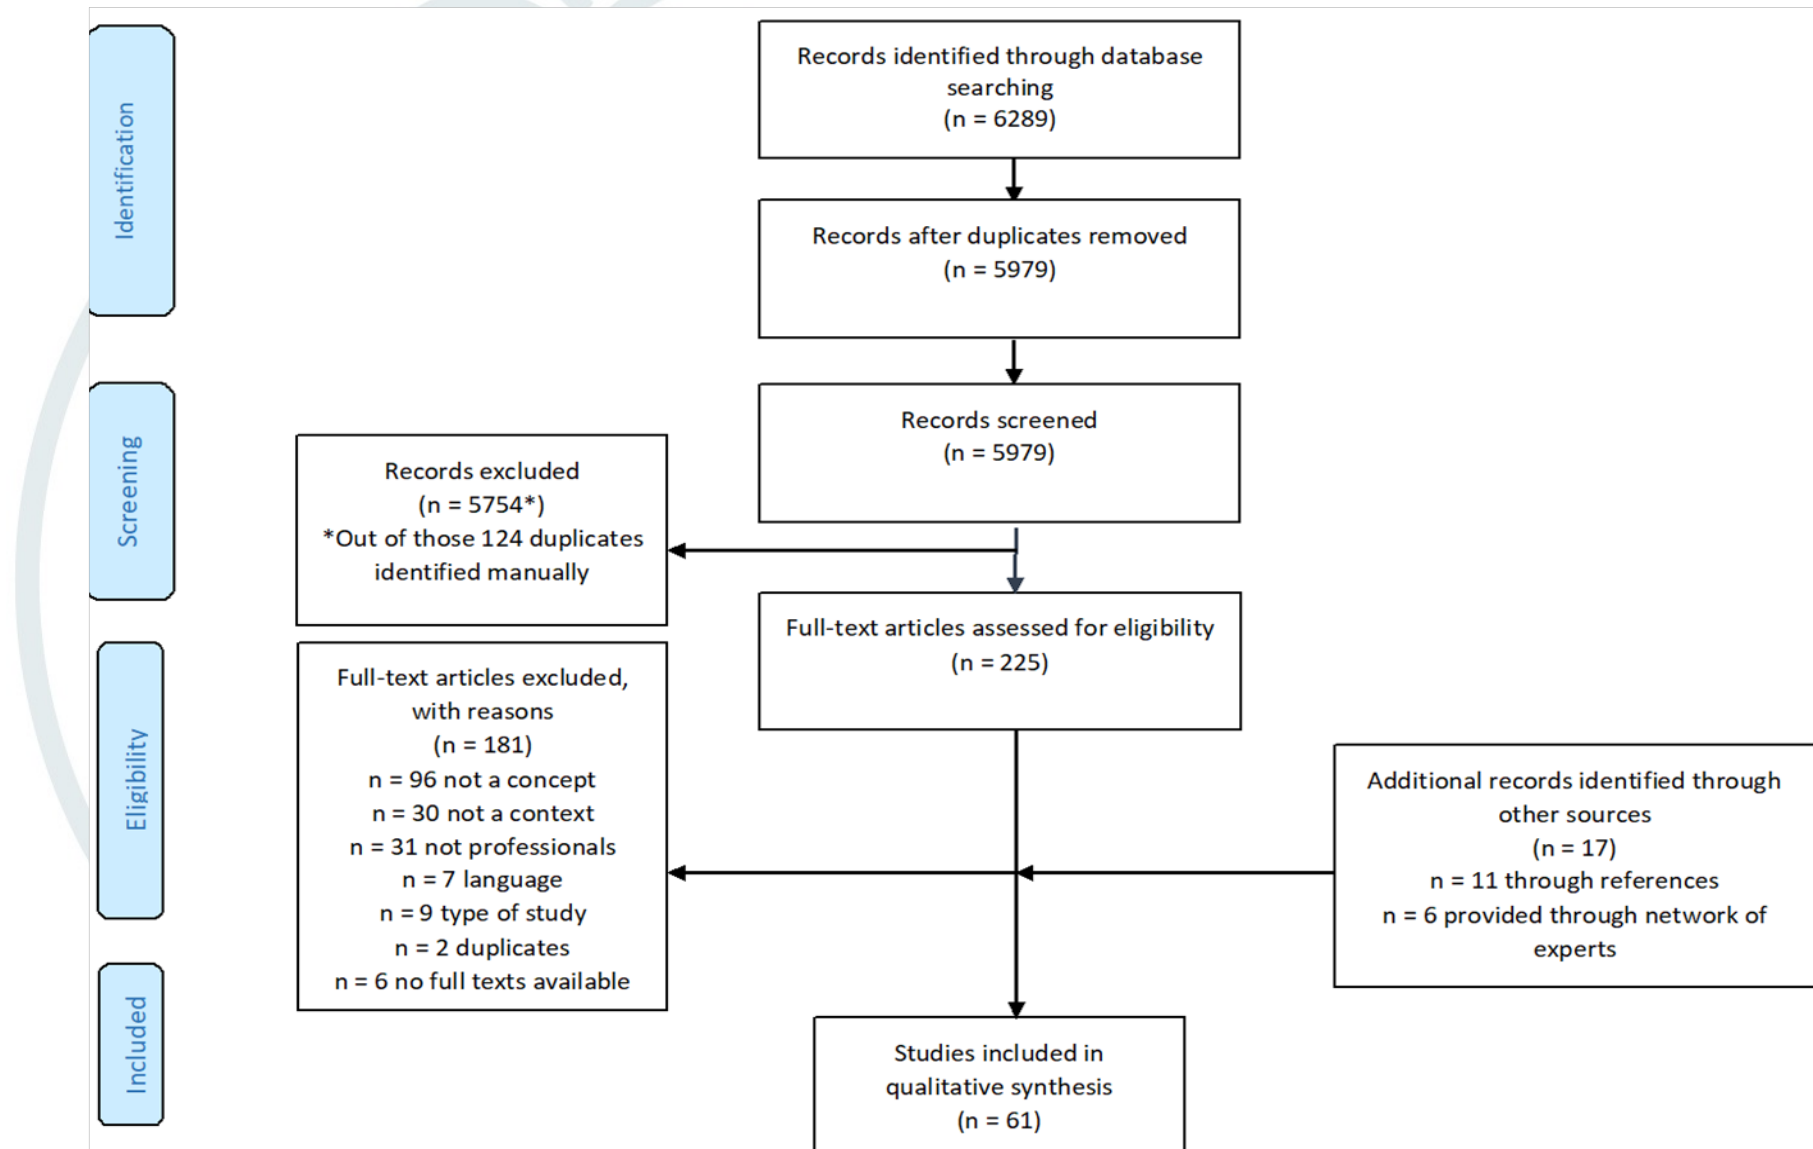 Identification
Records identified through database
searching
(n = 6289)
Records after duplicates removed
(n = 5979)
Screening
Records screened
(n = 5979)
Records excluded
(n = 5754*)
*Out of those 124 duplicates
identified manually
Eligibility
Full-text articles assessed for eligibility
(n = 225)
Full-text articles excluded,
with reasons
(n = 181)
n = 96 not a concept
n = 30 not a context
n = 31 not professionals
n = 7 language
n = 9 type of study
n = 2 duplicates
n = 6 no full texts available
Additional records identified through
other sources
(n = 17)
n = 11 through references
n = 6 provided through network of
experts
Included
Studies included in
qualitative synthesis
(n = 61)